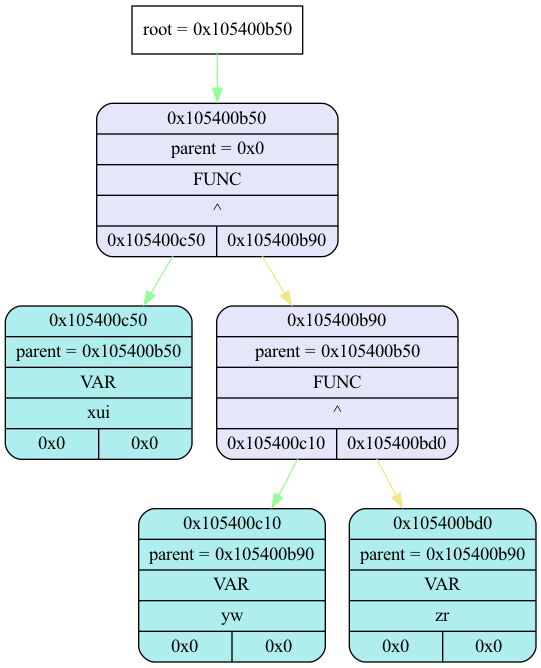 root = 0x105400b50
0x105400b50
parent = 0x0
FUNC
^
0x105400c50 0x105400b90
0x105400c50
parent = 0x105400b50
VAR
xui
0x0 0x0
0x105400b90
parent = 0x105400b50
FUNC
^
0x105400c10 0x105400bd0
0x105400c10
parent = 0x105400b90
VAR
yw
0x0 0x0
0x105400bd0
parent = 0x105400b90
VAR
zr
0x0 0x0